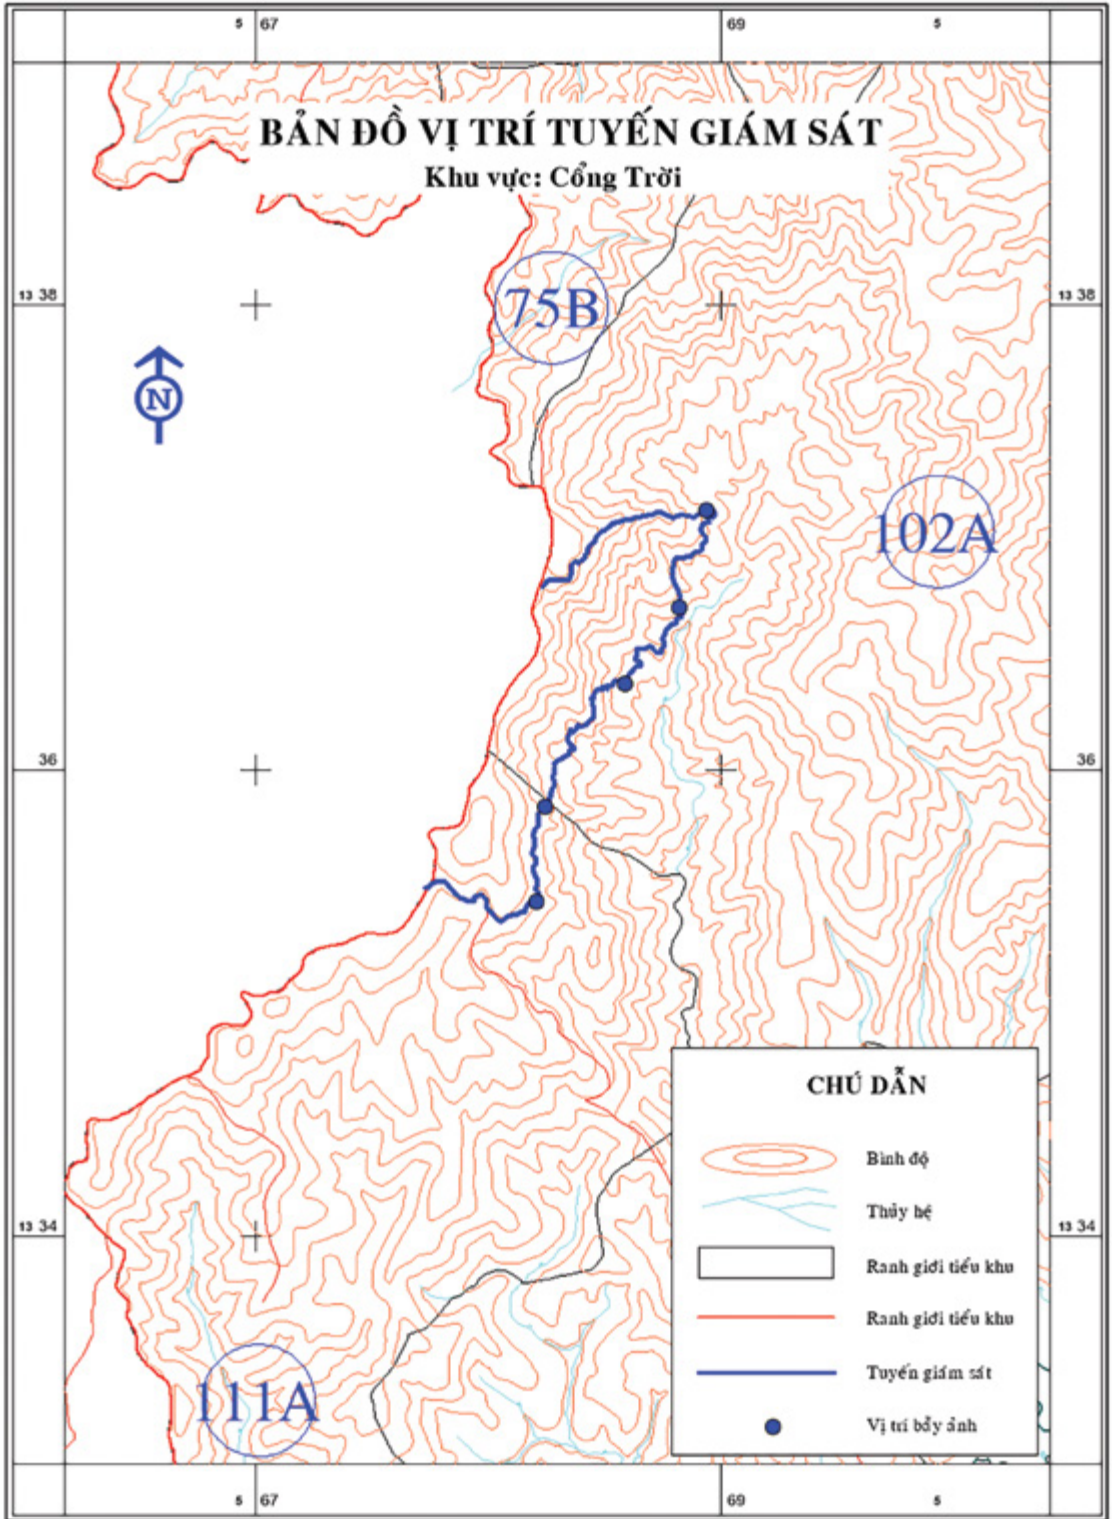 5 67 69 5
BẢN ĐỒ VỊ TRÍ TUYẾN GIÁM SÁT
Khu vực: Cổng Trời
13 38 13 38
75B
N
102A
36 36
CHÚ DẪN
Bình độ
Thủy hệ
13 34 13 34
Ranh giới tiểu khu
Ranh giới tiểu khu
Tuyến giám sát
111A
Vị trí bẫy ảnh
5 67 69 5